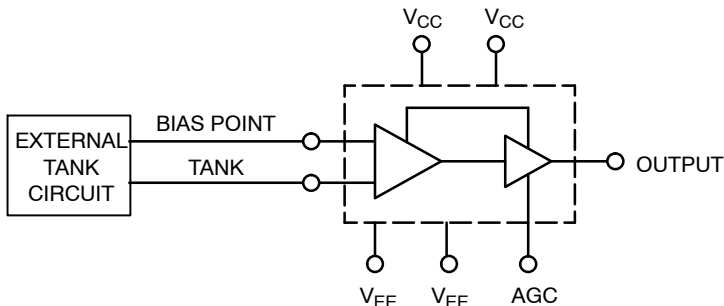 VCC VCC
BIAS POINT
EXTERNAL
TANK
CIRCUIT
TANK
OUTPUT
VEE VEE AGC